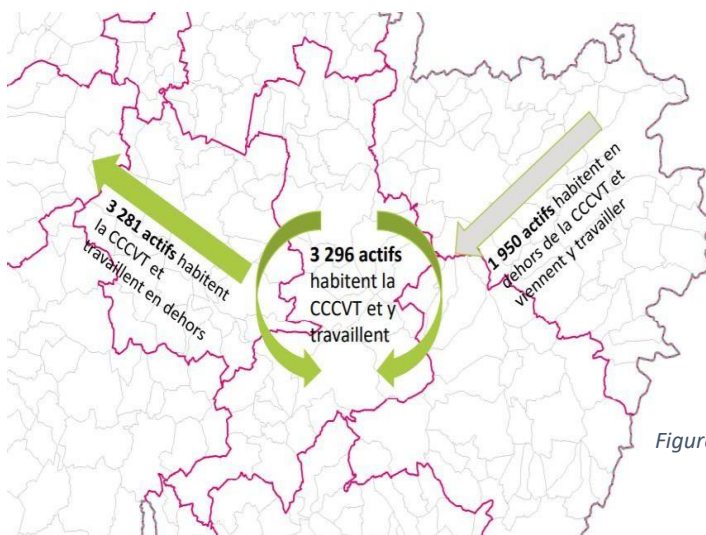 3 281 actifs habitent
la CCCVT et
travaillent en dehors
3 296 actifs
habitent la
CCCVT et y
travaillent
1 950 actifs habitent en
dehors de la CCCVT et
viennent y travailler
Figure